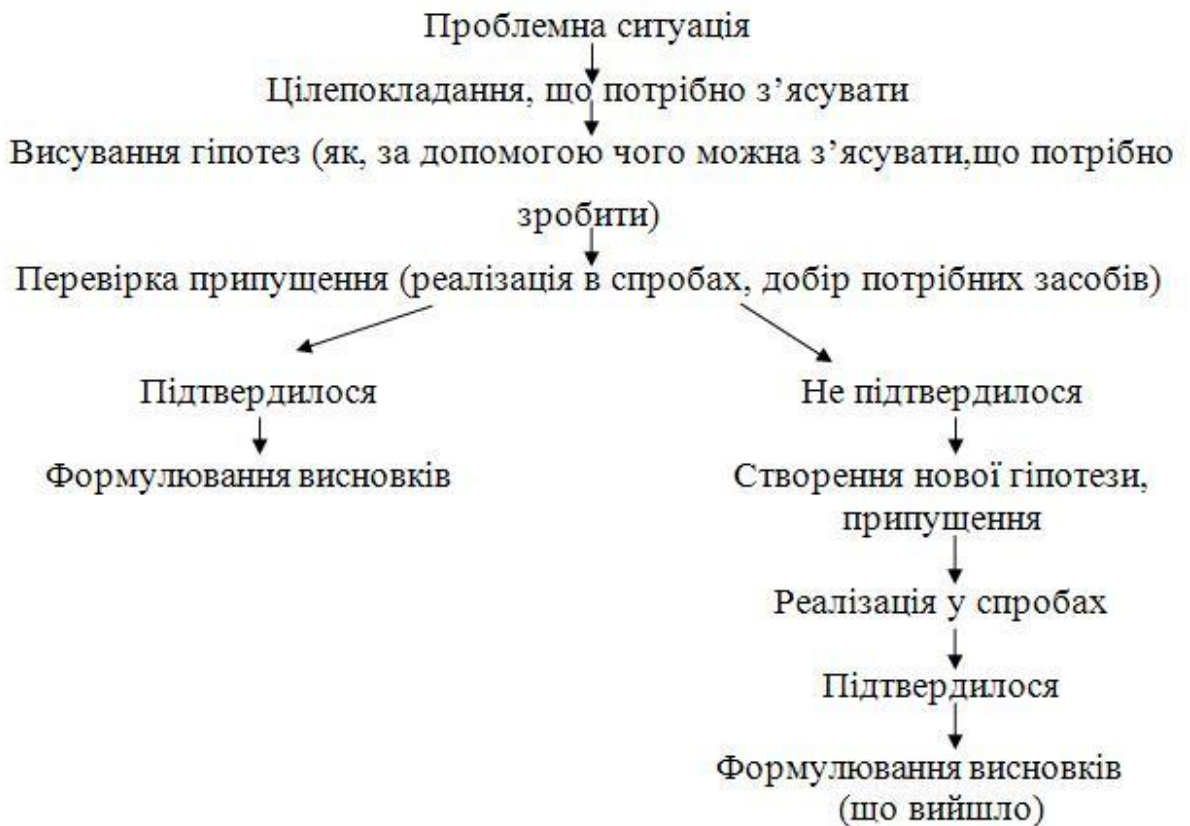 Проблемна ситуація
Цілепокладання, що потрібно з’ясувати
Висування гіпотез (як, за допомогою чого можна з’ясувати,що потрібно
зробити)
Перевірка припущення (реалізація в спробах, добір потрібних засобів)
Підтвердилося
Не підтвердилося
Формулювання висновків
Створення нової гіпотези,
припущення
Реалізація у спробах
Підтвердилося
Формулювання висновків
(що вийшло)